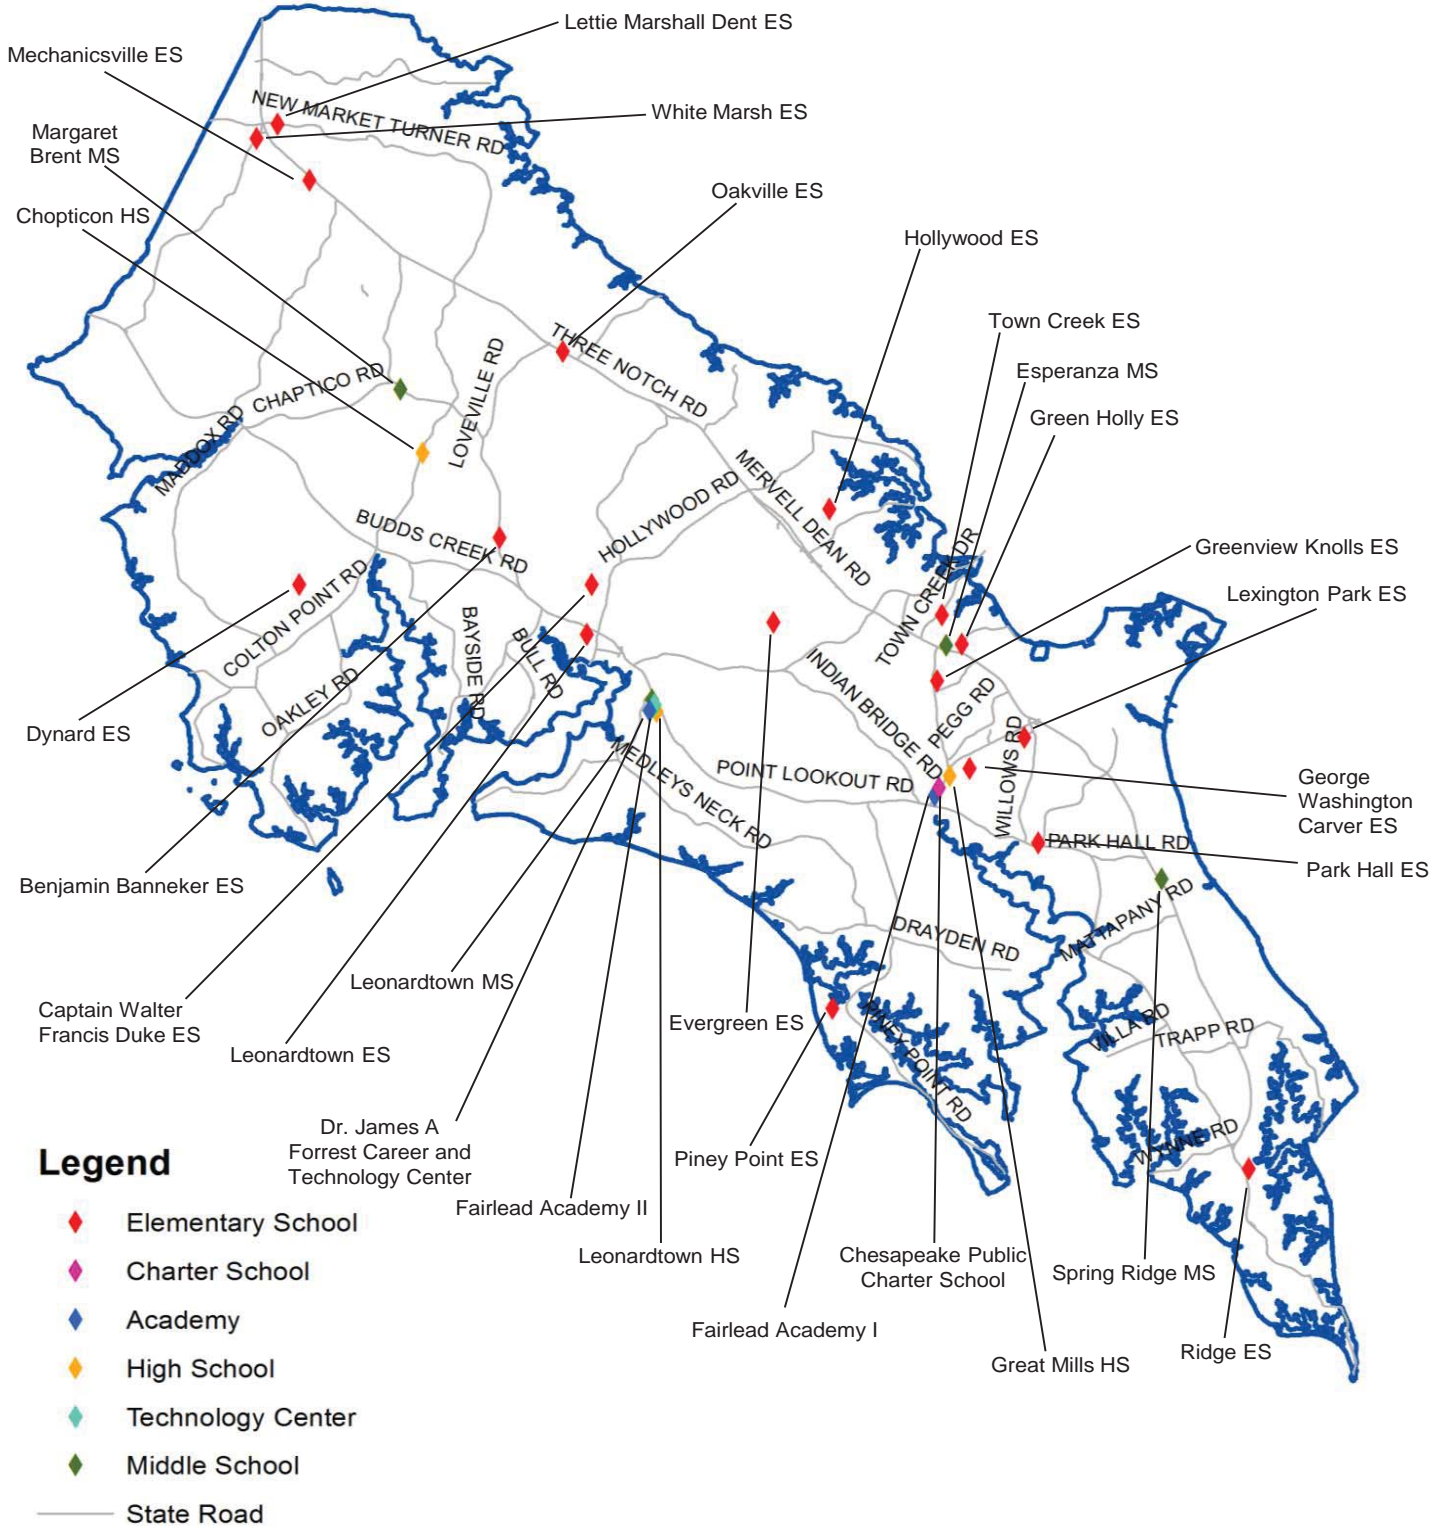 Lettie Marshall Dent ES
Mechanicsville ES
NEW MARKET TURNER RD
White Marsh ES
Margaret
Brent MS
Oakville ES
Chopticon HS
Hollywood ES
Town Creek ES
THREE NOTCH RD
Esperanza MS
CHAPTICO RD
LOVEVILLE RD
Green Holly ES
MADDOX RD
MERVELL DEAN RD
HOLLYWOOD RD
BUDDS CREEK RD
Greenview Knolls ES
TOWN CREEK DR
Lexington Park ES
COLTON POINT RD
BAYSIDE RD
BULL RD
INDIAN BRIDGE RD
PEGG RD
OAKLEY RD
Dynard ES
WILLOWS RD
MEDLEYS NECK RD
POINT LOOKOUT RD
George
Washington
Carver ES
PARK HALL RD
Park Hall ES
Benjamin Banneker ES
MATTAPANY RD
DRAYDEN RD
Leonardtown MS
Captain Walter
Francis Duke ES
Evergreen ES
Leonardtown ES
PINEY POINT RD
VILLA RD
TRAPP RD
Dr. James A
Forrest Career and
Technology Center
WYNNE RD
Piney Point ES
Fairlead Academy II
Leonardtown HS
Chesapeake Public
Charter School
Spring Ridge MS
Fairlead Academy I
Great Mills HS
Ridge ES
Legend
Elementary School
Charter School
Academy
High School
Technology Center
Middle School
State Road